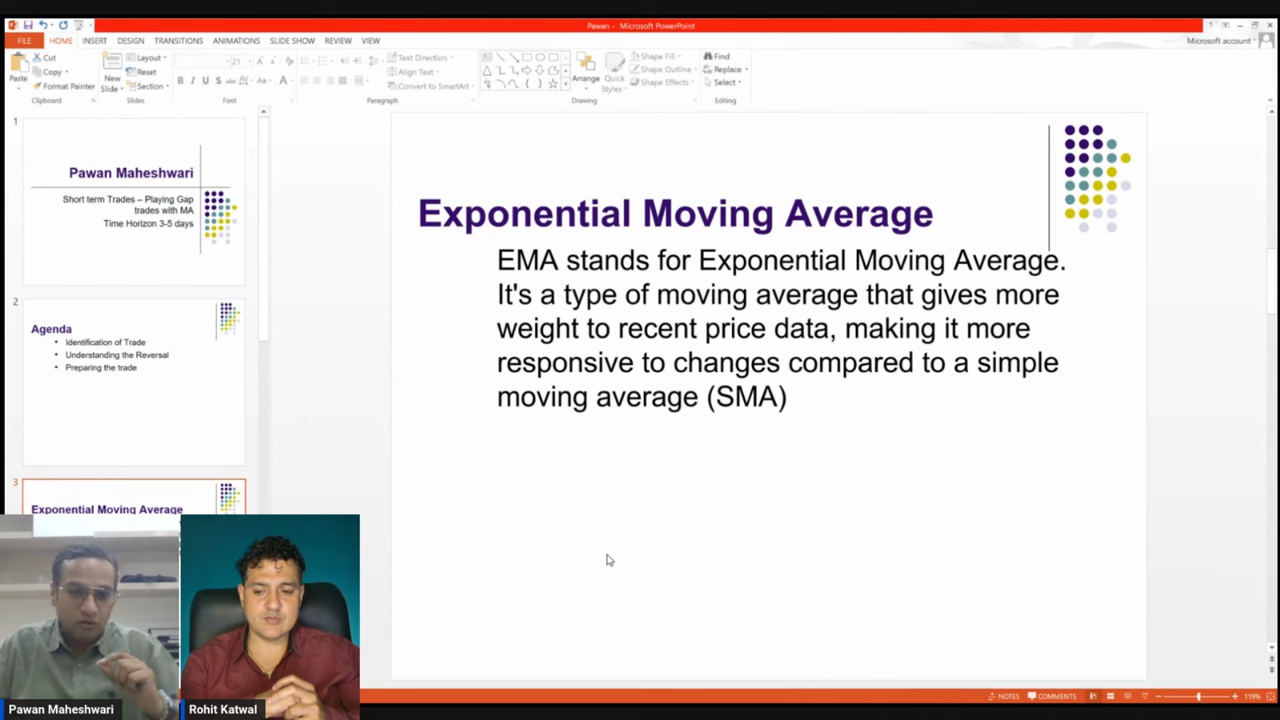 Pawan - Microsoft PowerPoint
FILE HOME INSERT DESIGN TRANSITIONS ANIMATIONS SLIDE SHOW REVIEW VIEW
Microsoft account
Paste
Cut
Copy
Format Painter
Clipboard
New
Slide
Layout
Reset
Section
Slides
21
Font
Text Direction
Align Text
Convert to SmartArt
Paragraph
Arrange
Quick
Styles
Shape Fill
Shape Outline
Shape Effects
Drawing
Find
Replace
Select
Editing
1
Pawan Maheshwari
Short term Trades – Playing Gap
trades with MA
Time Horizon 3-5 days
2
Agenda
• Identification of Trade
• Understanding the Reversal
• Preparing the trade
3
Exponential Moving Average
Exponential Moving Average
EMA stands for Exponential Moving Average.
It's a type of moving average that gives more
weight to recent price data, making it more
responsive to changes compared to a simple
moving average (SMA)
Pawan Maheshwari
Rohit Katwal
NOTES COMMENTS 119%